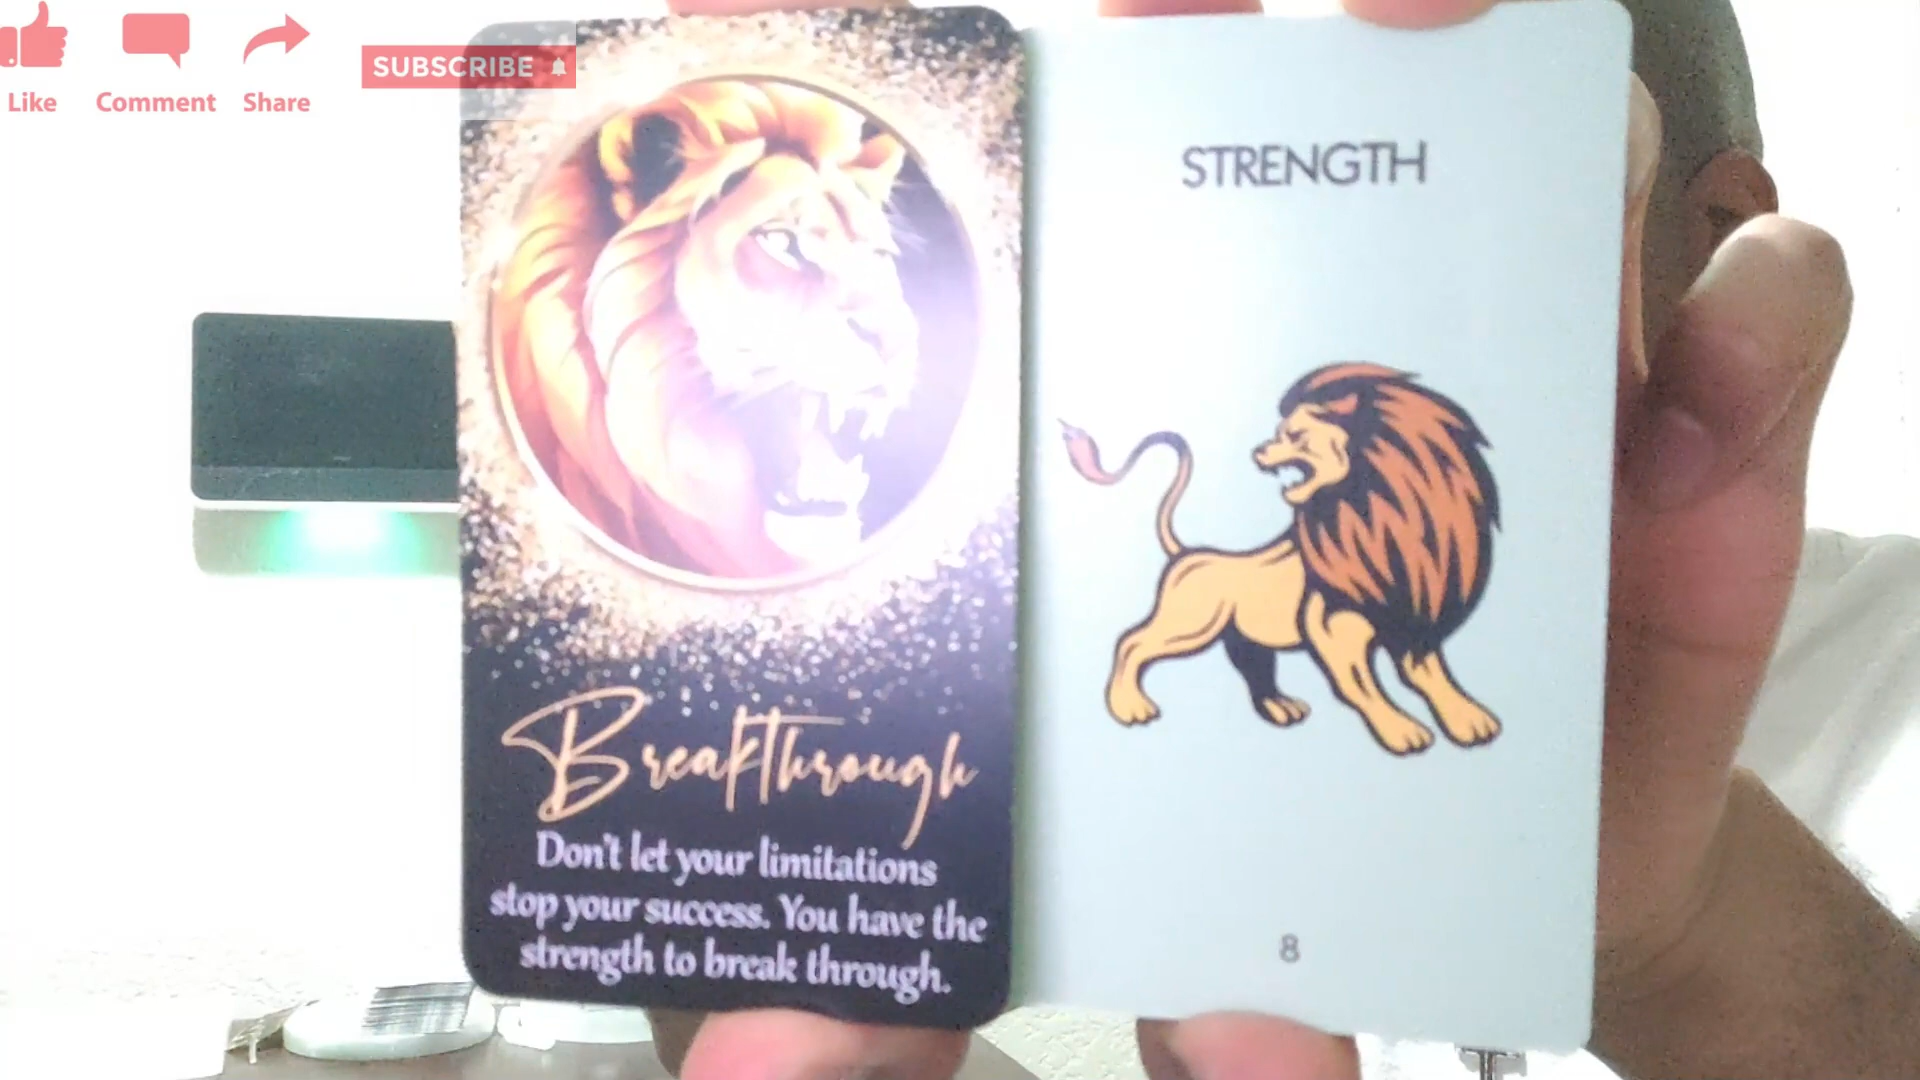 Like
Comment
Share
SUBSCRIBE
Breakthrough
Don't let your limitations
stop your success. You have the
strength to break through.
STRENGTH
8